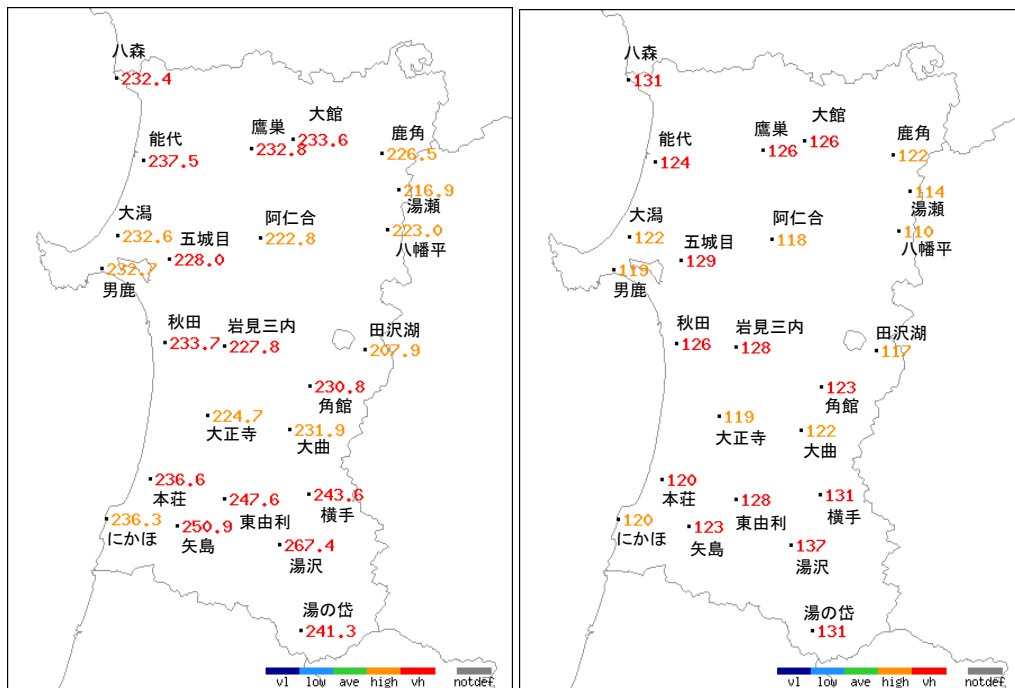 八森
232.4
大館
233.6
鷹巣
232.8
能代
237.5
鹿角
226.5
216.9
湯瀬
大潟
232.6
五城目
228.0
阿仁合
222.8
223.0
八幡平
232.7
男鹿
秋田
233.7
岩見三内
227.8
田沢湖
207.9
230.8
角館
224.7
大正寺
231.9
大曲
236.6
本荘
247.6
東由利
243.6
横手
236.3
にかほ
250.9
矢島
267.4
湯沢
湯の岱
241.3
vl low ave high vh notdef
八森
131
大館
126
鷹巣
126
能代
124
鹿角
122
114
湯瀬
大潟
122
五城目
129
阿仁合
118
110
八幡平
119
男鹿
秋田
126
岩見三内
128
田沢湖
117
123
角館
119
大正寺
122
大曲
120
本荘
128
東由利
131
横手
120
にかほ
123
矢島
137
湯沢
湯の岱
131
vl low ave high vh notdef